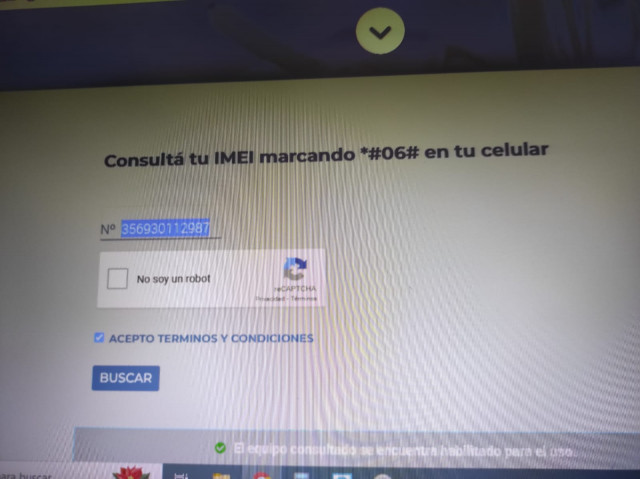 Consultá tu IMEI marcando *#06# en tu celular
Nº 356930112987
No soy un robot
reCAPTCHA
Privacidad - Términos
ACEPTO TERMINOS Y CONDICIONES
BUSCAR
El equipo consultado se encuentra habilitado para el uso.
para buscar